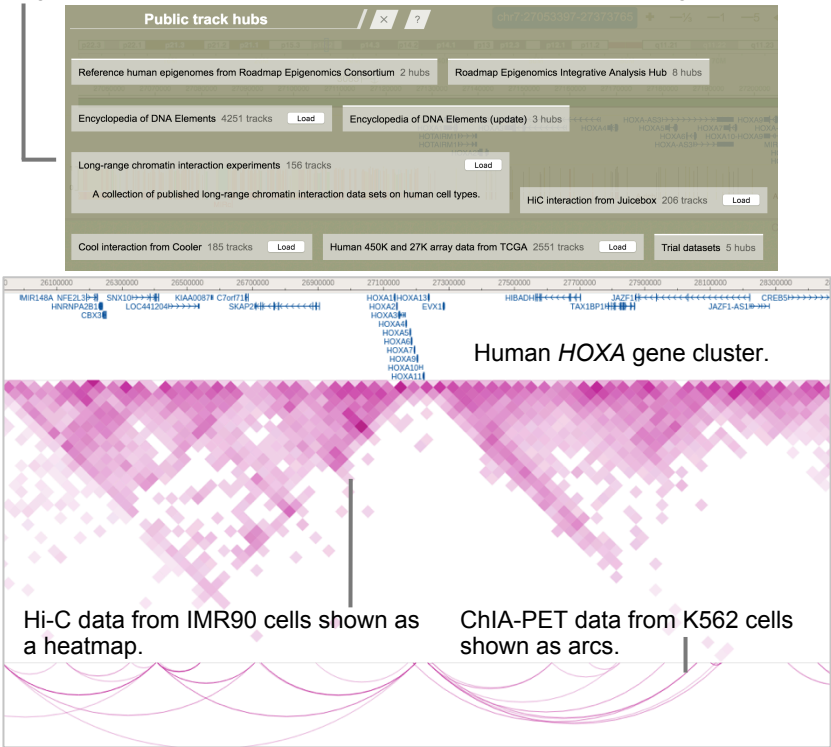 Public track hubs
×
?
chr7:27053397-27373765
Reference human epigenomes from Roadmap Epigenomics Consortium 2 hubs
Roadmap Epigenomics Integrative Analysis Hub 8 hubs
Encyclopedia of DNA Elements 4251 tracks Load
Encyclopedia of DNA Elements (update) 3 hubs
HOTAIRM1
Long-range chromatin interaction experiments 156 tracks Load
A collection of published long-range chromatin interaction data sets on human cell types.
HiC interaction from Juicebox 206 tracks Load
Cool interaction from Cooler 185 tracks Load
Human 450K and 27K array data from TCGA 2551 tracks Load
Trial datasets 5 hubs
26100000 26300000 26500000 26700000 26900000 27100000 27300000 27500000 27700000 27900000 28100000 28300000
MIR148A NFE2L3 SNX10 KIAA0087 C7orf71 HOXA1 HOXA13 HIBADH JAZF1 CREB5
HNRNPA2B1 LOC441204 SKAP2 HOXA2 EVX1 TAX1BP1 JAZF1-AS1
CBX3 HOXA3
HOXA4
HOXA5
HOXA6
HOXA7
HOXA9
HOXA10
HOXA11
Human HOXA gene cluster.
Hi-C data from IMR90 cells shown as
a heatmap.
ChIA-PET data from K562 cells
shown as arcs.